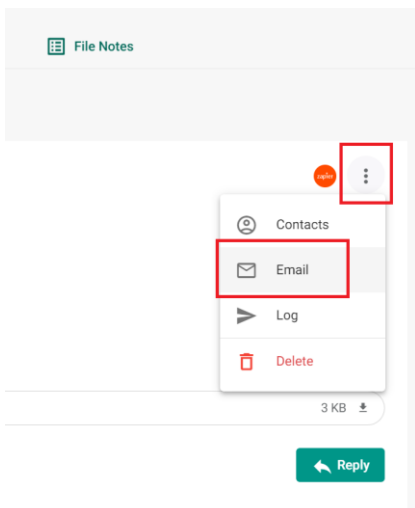 File Notes
zapier
Contacts
Email
Log
Delete
3 KB
Reply